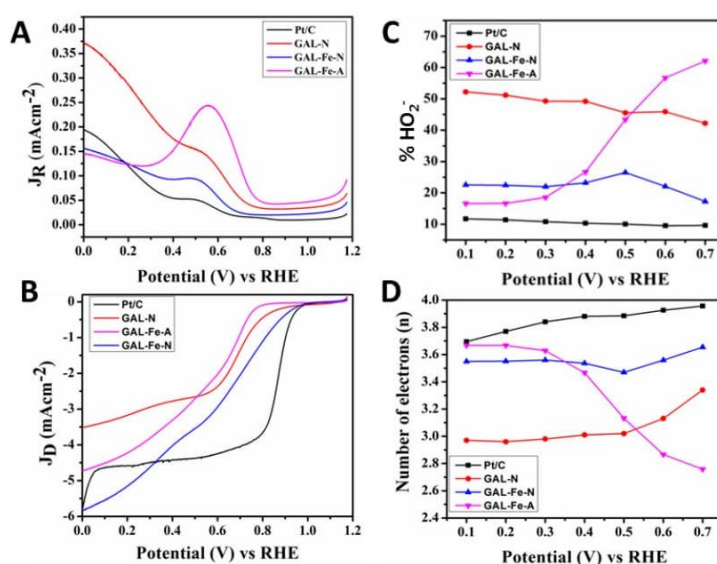 A
J_R (mAcm⁻²)
0.40
0.35
0.30
0.25
0.20
0.15
0.10
0.05
0.00
Pt/C
GAL-N
GAL-Fe-N
GAL-Fe-A
0.0 0.2 0.4 0.6 0.8 1.0 1.2
Potential (V) vs RHE
B
J_D (mAcm⁻²)
0
-1
-2
-3
-4
-5
-6
Pt/C
GAL-N
GAL-Fe-A
GAL-Fe-N
0.0 0.2 0.4 0.6 0.8 1.0 1.2
Potential (V) vs RHE
C
% HO₂⁻
70
60
50
40
30
20
10
Pt/C
GAL-N
GAL-Fe-N
GAL-Fe-A
0.1 0.2 0.3 0.4 0.5 0.6 0.7
Potential (V) vs RHE
D
Number of electrons (n)
4.0
3.8
3.6
3.4
3.2
3.0
2.8
2.6
2.4
Pt/C
GAL-N
GAL-Fe-N
GAL-Fe-A
0.1 0.2 0.3 0.4 0.5 0.6 0.7
Potential (V) vs RHE